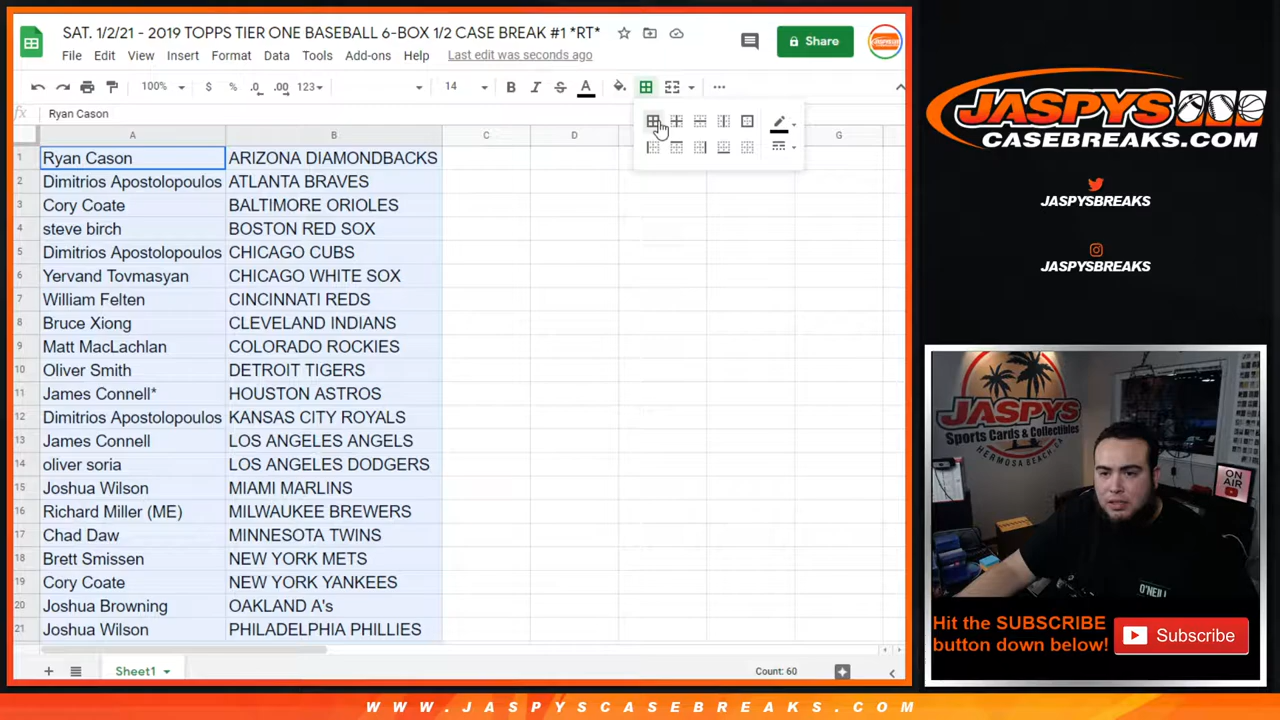 SAT. 1/2/21 - 2019 TOPPS TIER ONE BASEBALL 6-BOX 1/2 CASE BREAK #1 *RT*
Share
File Edit View Insert Format Data Tools Add-ons Help Last edit was seconds ago
100% $ % .0 .00 123 14 B I S A
fx Ryan Cason
A B C D G
1 Ryan Cason ARIZONA DIAMONDBACKS
2 Dimitrios Apostolopoulos ATLANTA BRAVES
3 Cory Coate BALTIMORE ORIOLES
4 steve birch BOSTON RED SOX
5 Dimitrios Apostolopoulos CHICAGO CUBS
6 Yervand Tovmasyan CHICAGO WHITE SOX
7 William Felten CINCINNATI REDS
8 Bruce Xiong CLEVELAND INDIANS
9 Matt MacLachlan COLORADO ROCKIES
10 Oliver Smith DETROIT TIGERS
11 James Connell* HOUSTON ASTROS
12 Dimitrios Apostolopoulos KANSAS CITY ROYALS
13 James Connell LOS ANGELES ANGELS
14 oliver soria LOS ANGELES DODGERS
15 Joshua Wilson MIAMI MARLINS
16 Richard Miller (ME) MILWAUKEE BREWERS
17 Chad Daw MINNESOTA TWINS
18 Brett Smissen NEW YORK METS
19 Cory Coate NEW YORK YANKEES
20 Joshua Browning OAKLAND A's
21 Joshua Wilson PHILADELPHIA PHILLIES
Sheet1
Count: 60
JASPYS
CASEBREAKS.COM
JASPYSBREAKS
JASPYSBREAKS
JASPYS
Sports Cards & Collectibles
HERMOSA BEACH, CA
ON AIR
O'NEILL
Hit the SUBSCRIBE
button down below!
Subscribe
WWW.JASPYSCASEBREAKS.COM